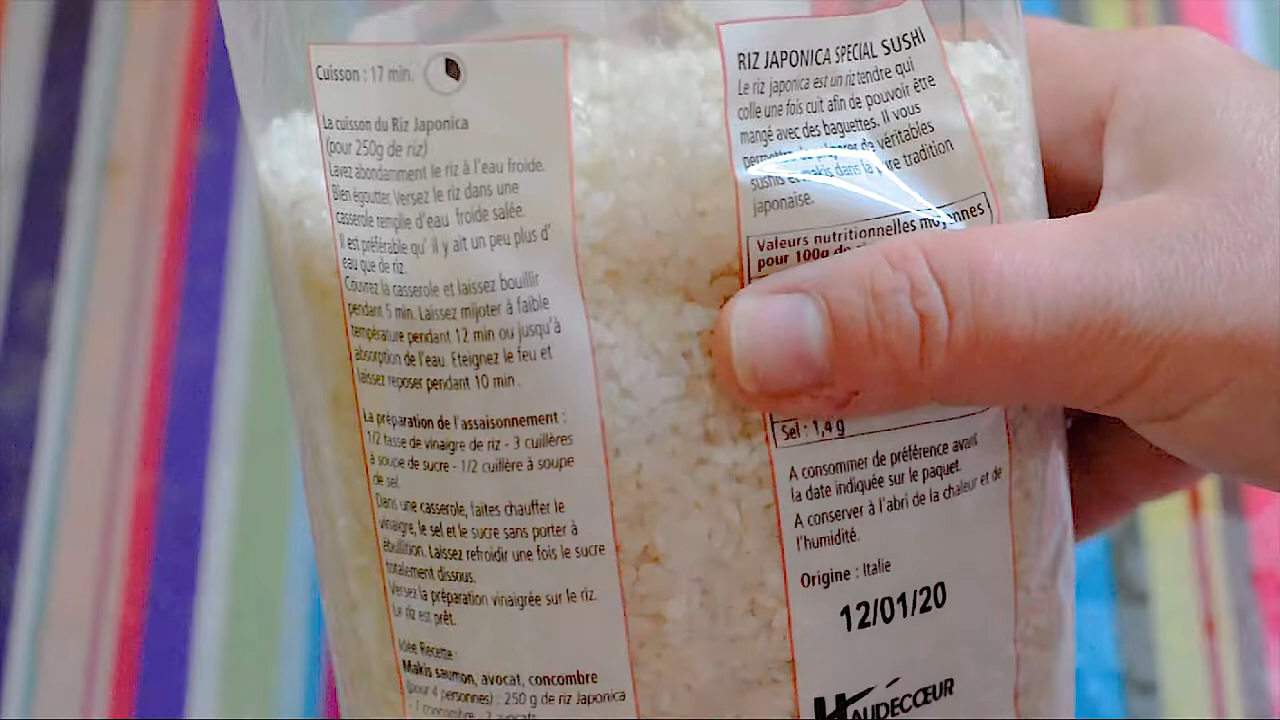 Cuisson : 17 min.
La cuisson du Riz Japonica
(pour 250g de riz)
Lavez abondamment le riz à l'eau froide.
Bien égoutter. Versez le riz dans une
casserole remplie d'eau froide salée.
Il est préférable qu' il y ait un peu plus d'
eau que de riz.
Couvrez la casserole et laissez bouillir
pendant 5 min. Laissez mijoter à faible
température pendant 12 min ou jusqu'à
absorption de l'eau. Eteignez le feu et
laissez reposer pendant 10 min.
La préparation de l'assaisonnement :
1/2 tasse de vinaigre de riz - 3 cuillères
à soupe de sucre - 1/2 cuillère à soupe
de sel.
Dans une casserole, faites chauffer le
vinaigre, le sel et le sucre sans porter à
ébullition. Laissez refroidir une fois le sucre
totalement dissous.
Versez la préparation vinaigrée sur le riz.
Le riz est prêt.
Idée Recette :
Makis saumon, avocat, concombre
(pour 4 personnes) : 250 g de riz Japonica
- 1 concombre - 2 avocats
RIZ JAPONICA SPECIAL SUSHI
Le riz japonica est un riz tendre qui
colle une fois cuit afin de pouvoir être
mangé avec des baguettes. Il vous
de véritables
sushis et makis dans la pure tradition
japonaise.
Valeurs nutritionnelles moyennes
pour 100g de
Sel : 1,4 g
A consommer de préférence avant
la date indiquée sur le paquet.
A conserver à l'abri de la chaleur et de
l'humidité.
Origine : Italie
12/01/20
HAUDECŒUR